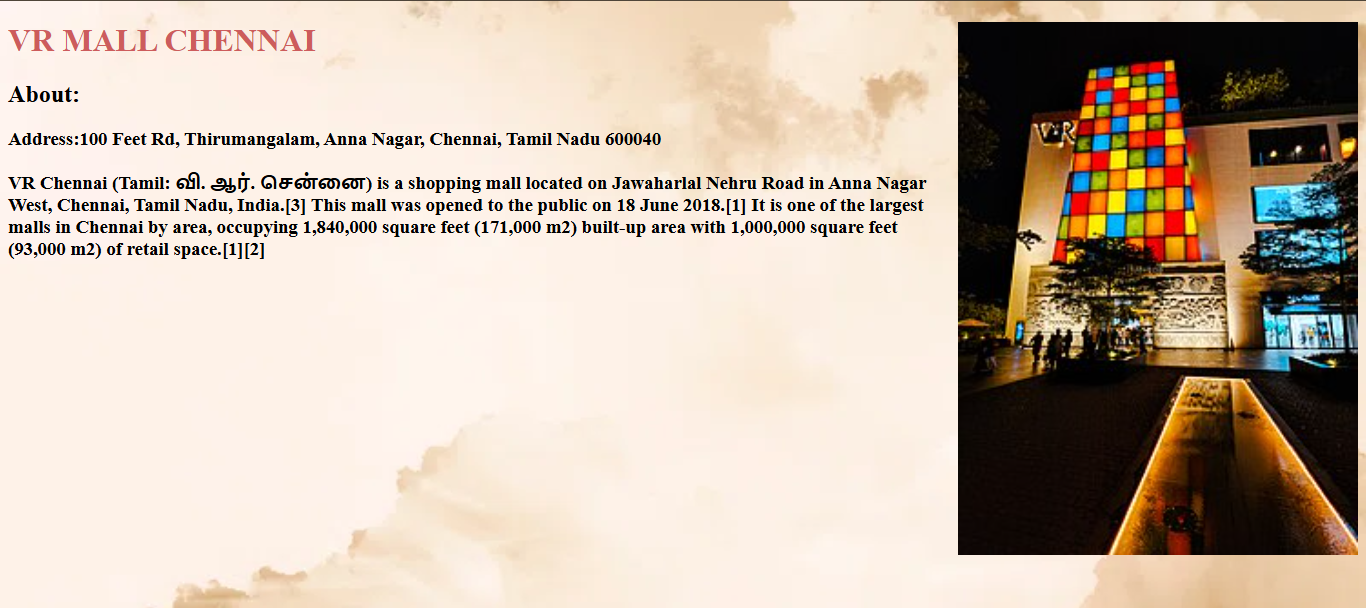 VR MALL CHENNAI
About:
Address:100 Feet Rd, Thirumangalam, Anna Nagar, Chennai, Tamil Nadu 600040
VR Chennai (Tamil: வி. ஆர். சென்னை) is a shopping mall located on Jawaharlal Nehru Road in Anna Nagar
West, Chennai, Tamil Nadu, India.[3] This mall was opened to the public on 18 June 2018.[1] It is one of the largest
malls in Chennai by area, occupying 1,840,000 square feet (171,000 m2) built-up area with 1,000,000 square feet
(93,000 m2) of retail space.[1][2]
VR